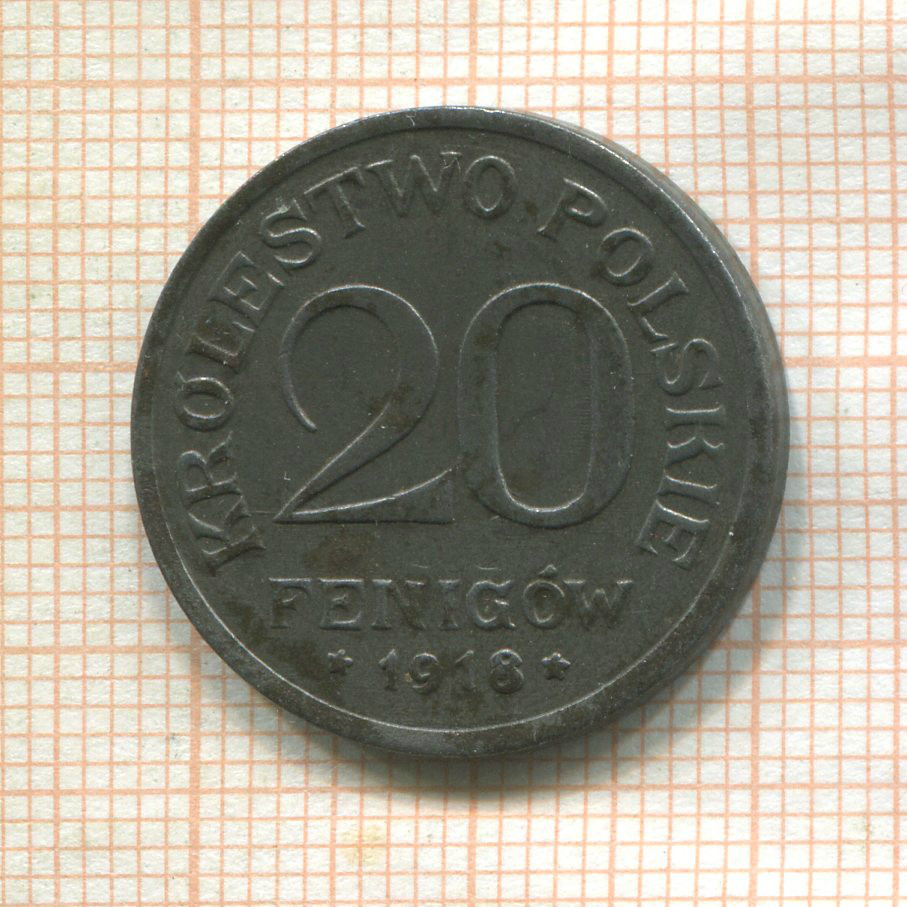 KRÓLESTWO POLSKIE
20
FENIGÓW
* 1918 *